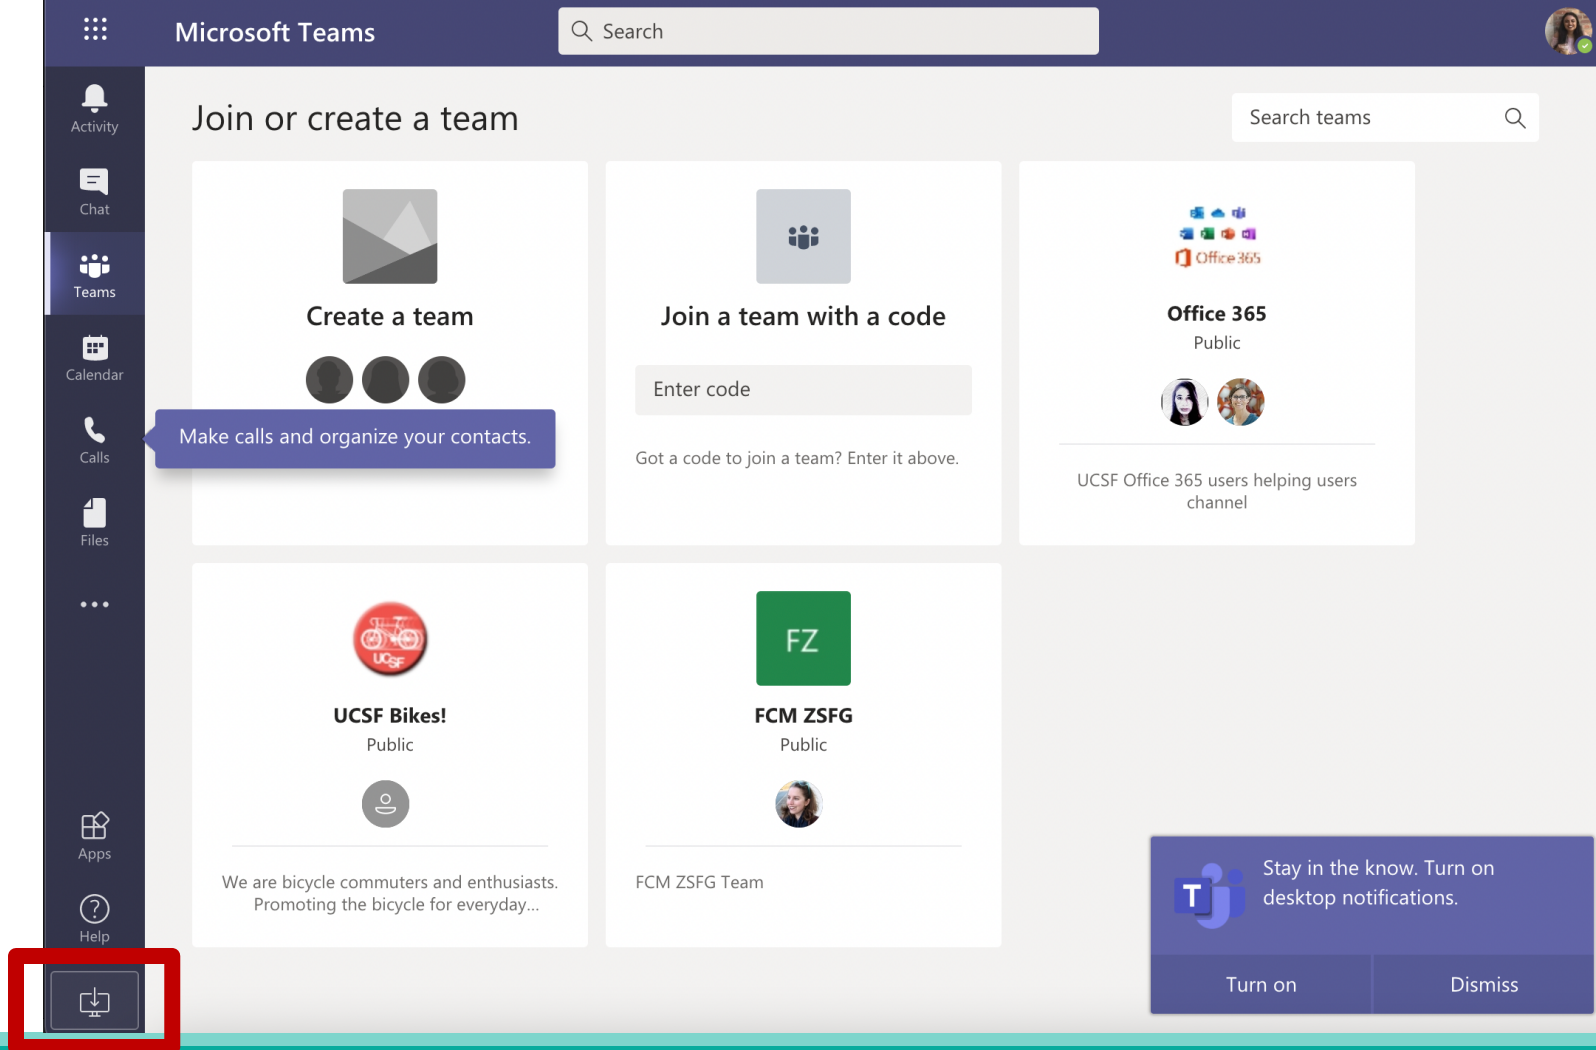 Microsoft Teams
Search
Activity
Chat
Teams
Calendar
Calls
Files
Apps
Help
Join or create a team
Search teams
Create a team
Make calls and organize your contacts.
Join a team with a code
Enter code
Got a code to join a team? Enter it above.
Office 365
Office 365
Public
UCSF Office 365 users helping users
channel
UCSF
UCSF Bikes!
Public
We are bicycle commuters and enthusiasts.
Promoting the bicycle for everyday...
FZ
FCM ZSFG
Public
FCM ZSFG Team
T
Stay in the know. Turn on
desktop notifications.
Turn on
Dismiss